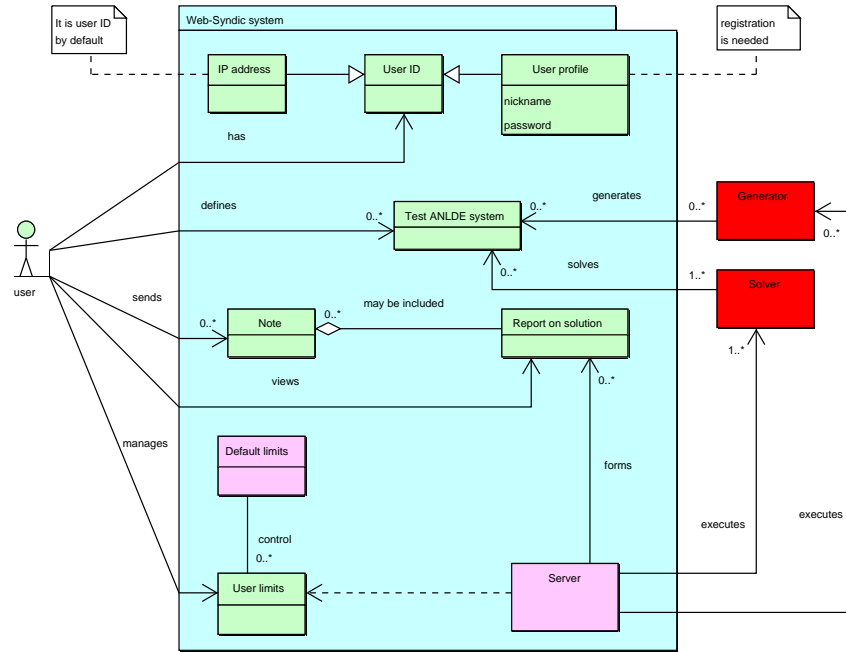 It is user ID
by default
Web-Syndic system
registration
is needed
IP address
User ID
User profile
nickname
password
has
defines
0..*
Test ANLDE system
0..*
generates
0..*
Generator
0..*
user
sends
0..*
solves
1..*
Solver
0..*
Note
0..*
may be included
Report on solution
1..*
views
0..*
manages
Default limits
forms
control
0..*
executes
executes
User limits
Server